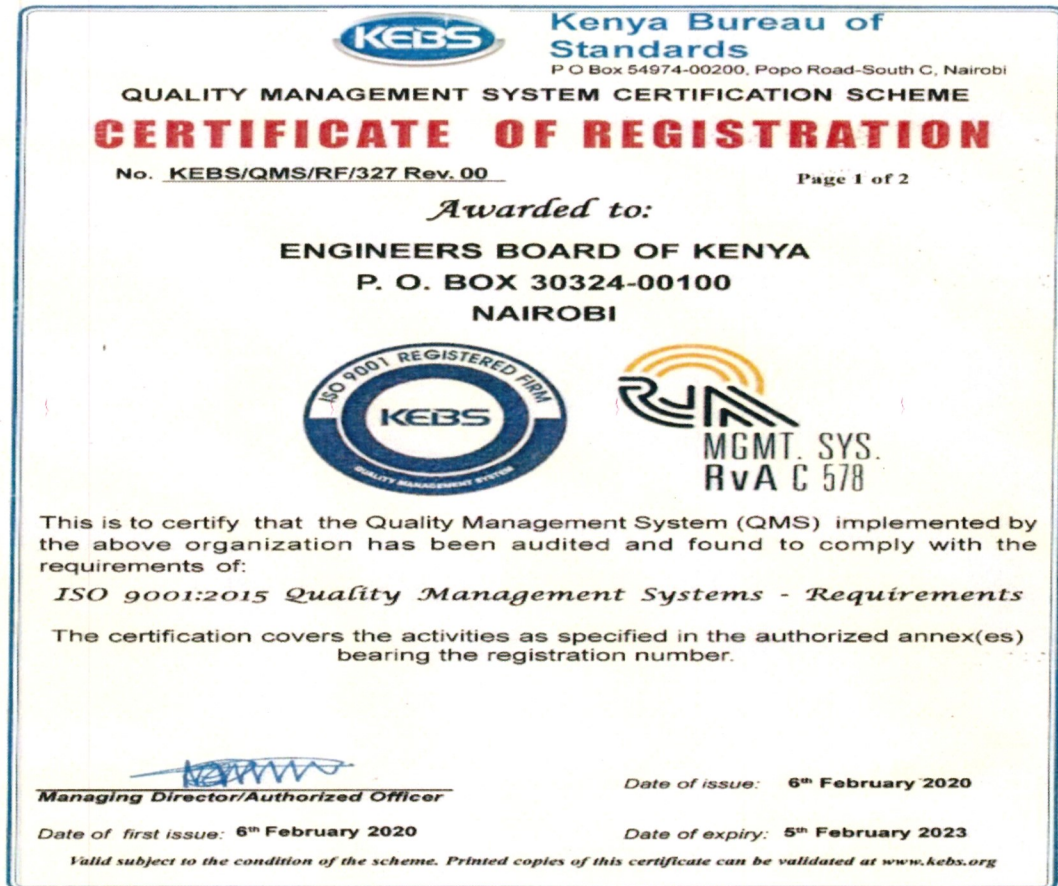 KEBS
Kenya Bureau of
Standards
P O Box 54974-00200, Popo Road-South C, Nairobi
QUALITY MANAGEMENT SYSTEM CERTIFICATION SCHEME
CERTIFICATE OF REGISTRATION
No. KEBS/QMS/RF/327 Rev. 00
Page 1 of 2
Awarded to:
ENGINEERS BOARD OF KENYA
P. O. BOX 30324-00100
NAIROBI
ISO 9001 REGISTERED FIRM
KEBS
QUALITY MANAGEMENT SYSTEM
RvA
MGMT. SYS.
RvA C 578
This is to certify that the Quality Management System (QMS) implemented by
the above organization has been audited and found to comply with the
requirements of:
ISO 9001:2015 Quality Management Systems - Requirements
The certification covers the activities as specified in the authorized annex(es)
bearing the registration number.
Managing Director/Authorized Officer
Date of issue: 6th February 2020
Date of first issue: 6th February 2020
Date of expiry: 5th February 2023
Valid subject to the condition of the scheme. Printed copies of this certificate can be validated at www.kebs.org